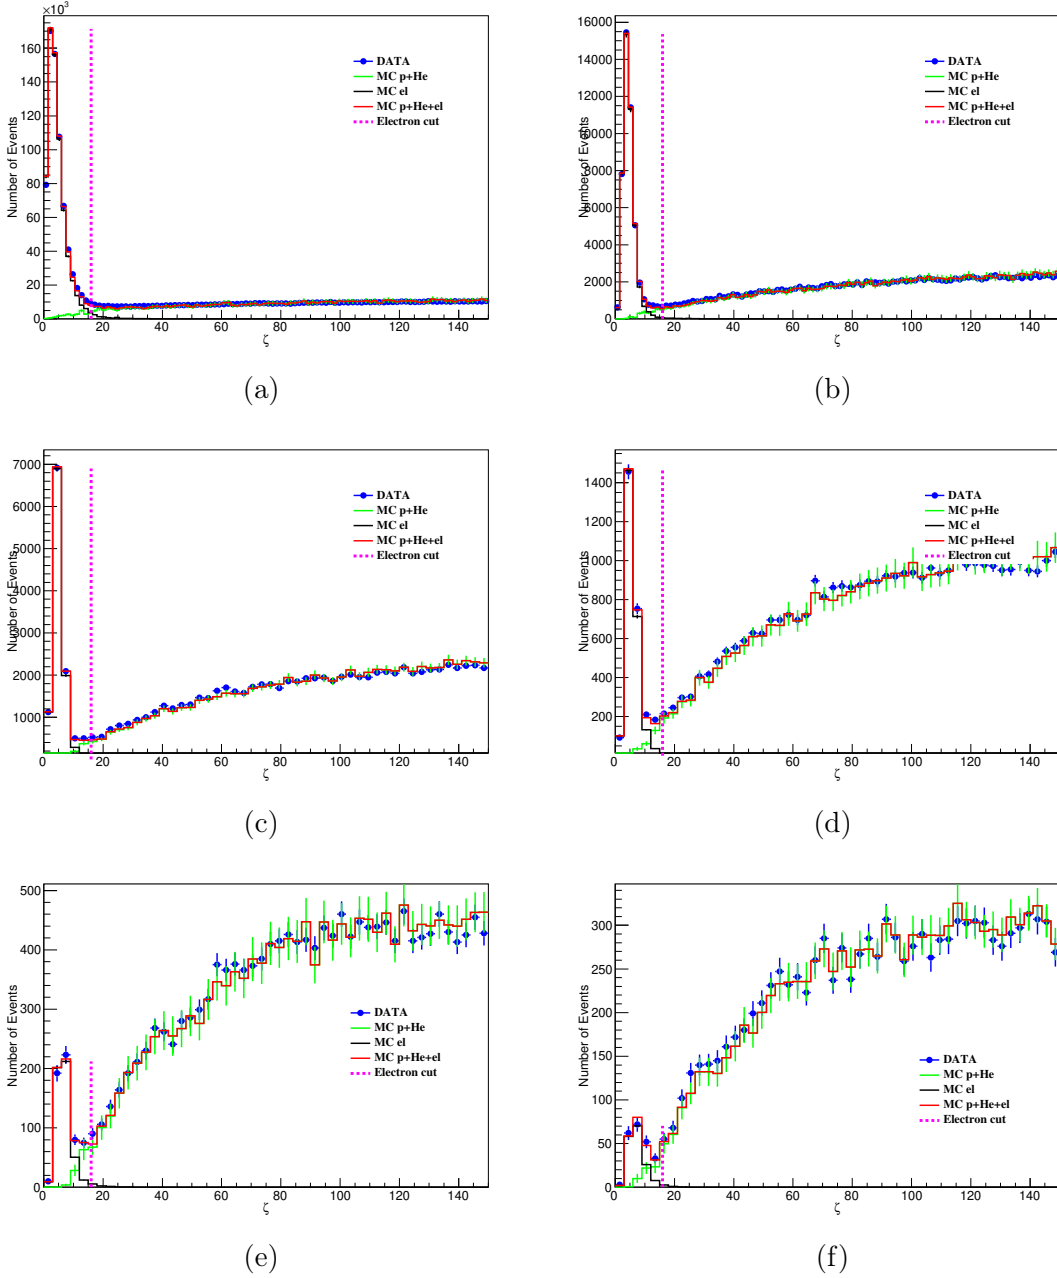 ×10³
160
140
120
100
80
60
40
20
0
Number of Events
DATA
MC p+He
MC el
MC p+He+el
Electron cut
0 20 40 60 80 100 120 140
ζ
(a)
16000
14000
12000
10000
8000
6000
4000
2000
0
Number of Events
DATA
MC p+He
MC el
MC p+He+el
Electron cut
0 20 40 60 80 100 120 140
ζ
(b)
7000
6000
5000
4000
3000
2000
1000
Number of Events
DATA
MC p+He
MC el
MC p+He+el
Electron cut
0 20 40 60 80 100 120 140
ζ
(c)
1400
1200
1000
800
600
400
200
Number of Events
DATA
MC p+He
MC el
MC p+He+el
Electron cut
0 20 40 60 80 100 120 140
ζ
(d)
500
400
300
200
100
0
Number of Events
DATA
MC p+He
MC el
MC p+He+el
Electron cut
0 20 40 60 80 100 120 140
ζ
(e)
300
250
200
150
100
50
0
Number of Events
DATA
MC p+He
MC el
MC p+He+el
Electron cut
0 20 40 60 80 100 120 140
ζ
(f)